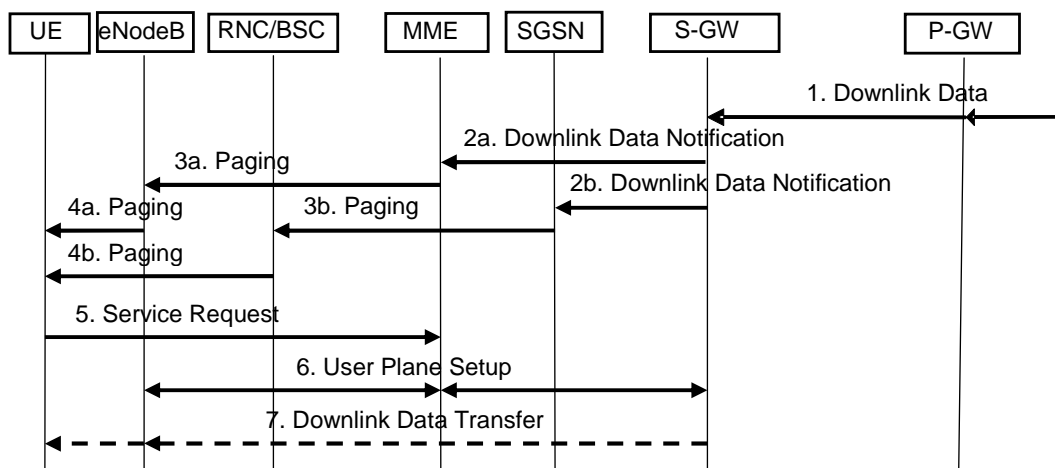 UE
eNodeB
RNC/BSC
MME
SGSN
S-GW
P-GW
1. Downlink Data
2a. Downlink Data Notification
3a. Paging
2b. Downlink Data Notification
4a. Paging
3b. Paging
4b. Paging
5. Service Request
6. User Plane Setup
7. Downlink Data Transfer